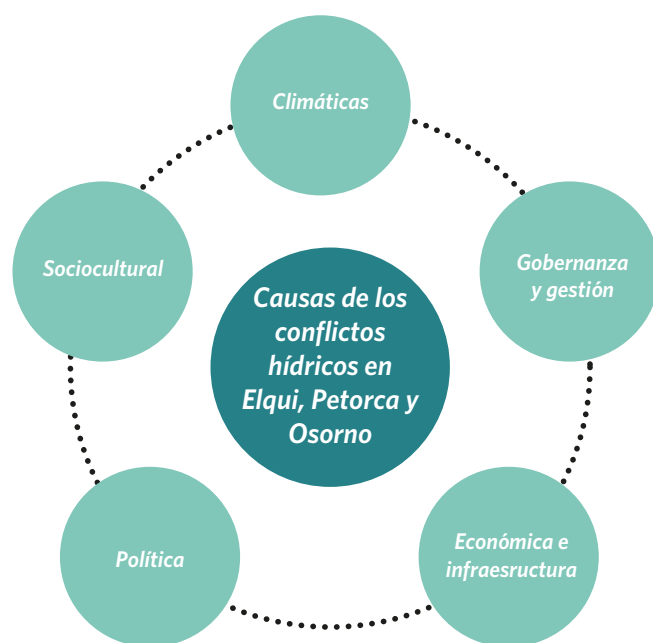 Climáticas
Gobernanza
y gestión
Económica e
infraesructura
Política
Sociocultural
Causas de los
conflictos
hídricos en
Elqui, Petorca y
Osorno